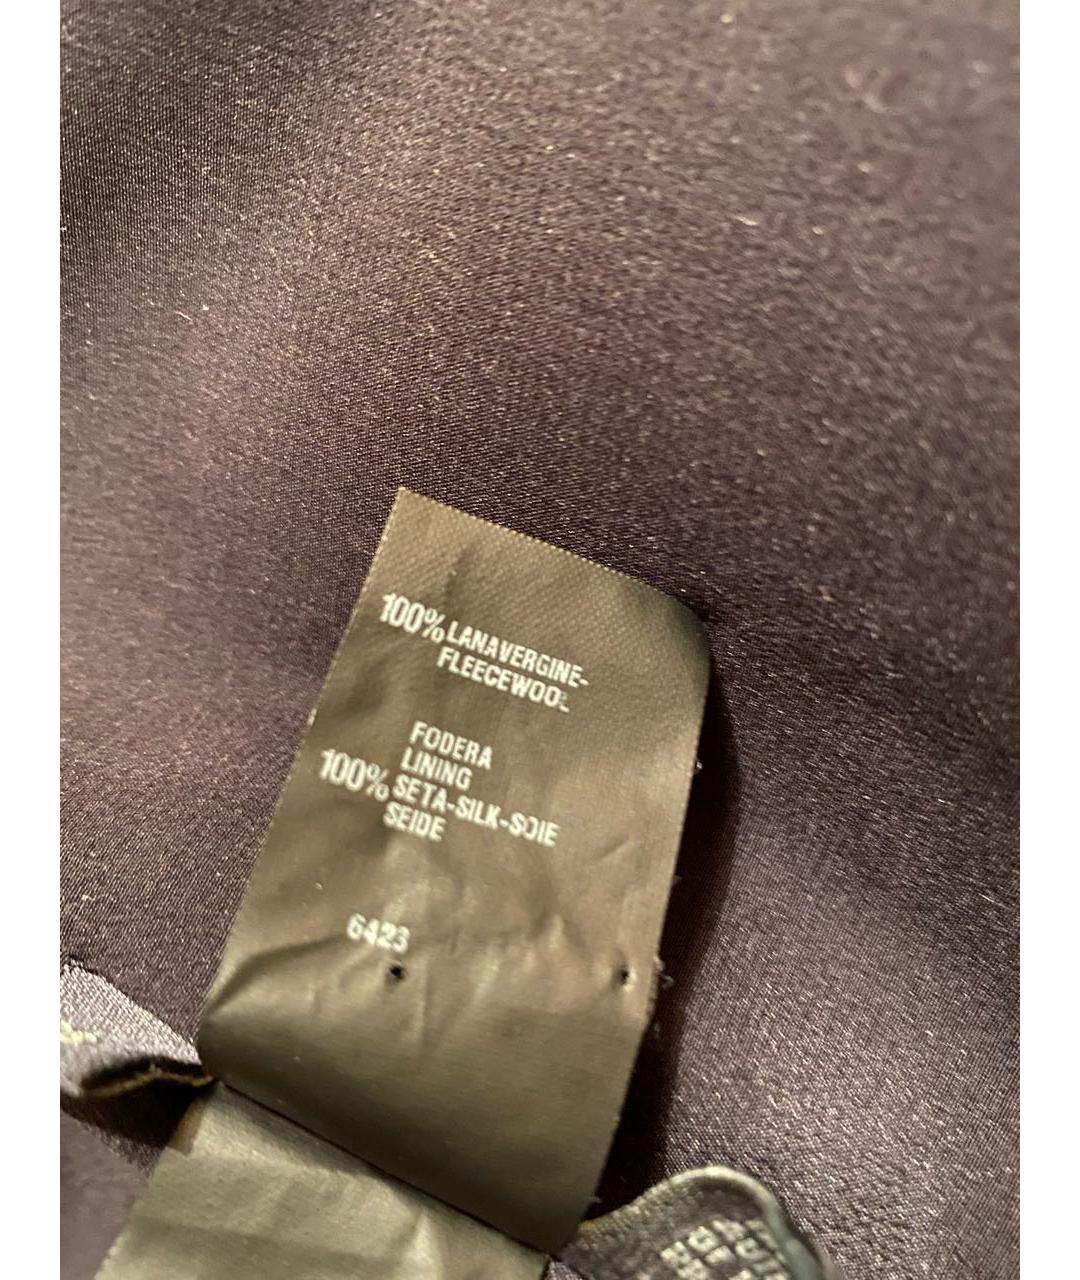 100% LANAVERGINE-
FLEECEWOOL
FODERA
LINING
100% SETA-SILK-SOIE
SEIDE
6423